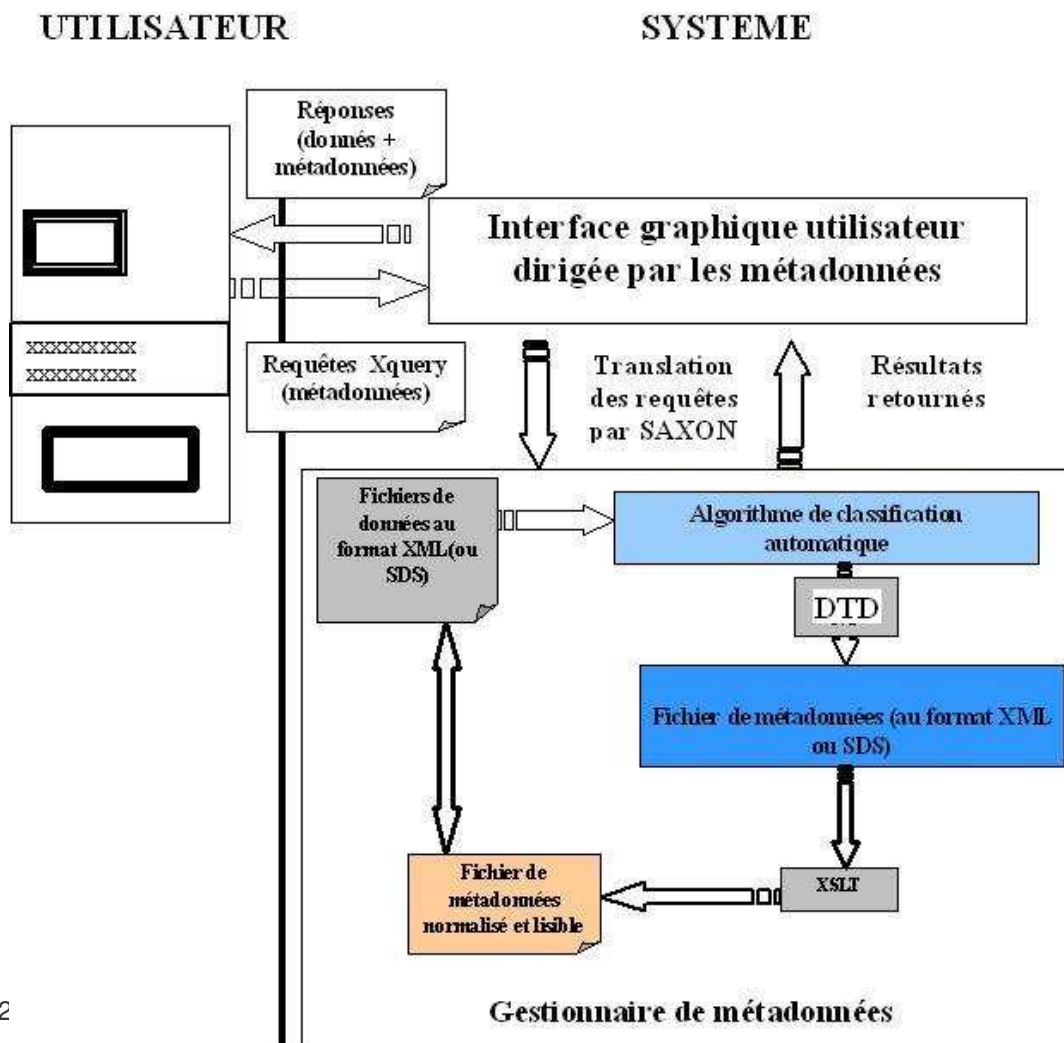 UTILISATEUR
SYSTEME
Réponses
(donnés +
métadonnées)
Interface graphique utilisateur
dirigée par les métadonnées
XXXXXXXXXX
XXXXXXXXXX
Requêtes Xquery
(métadonnées)
Translation
des requêtes
par SAXON
Résultats
retournés
Fichiers de
données au
format XML(ou
SDS)
Algorithme de classification
automatique
DTD
Fichier de métadonnées (au format XML
ou SDS)
XSLT
Fichier de
métadonnées
normalisé et lisible
2
Gestionnaire de métadonnées